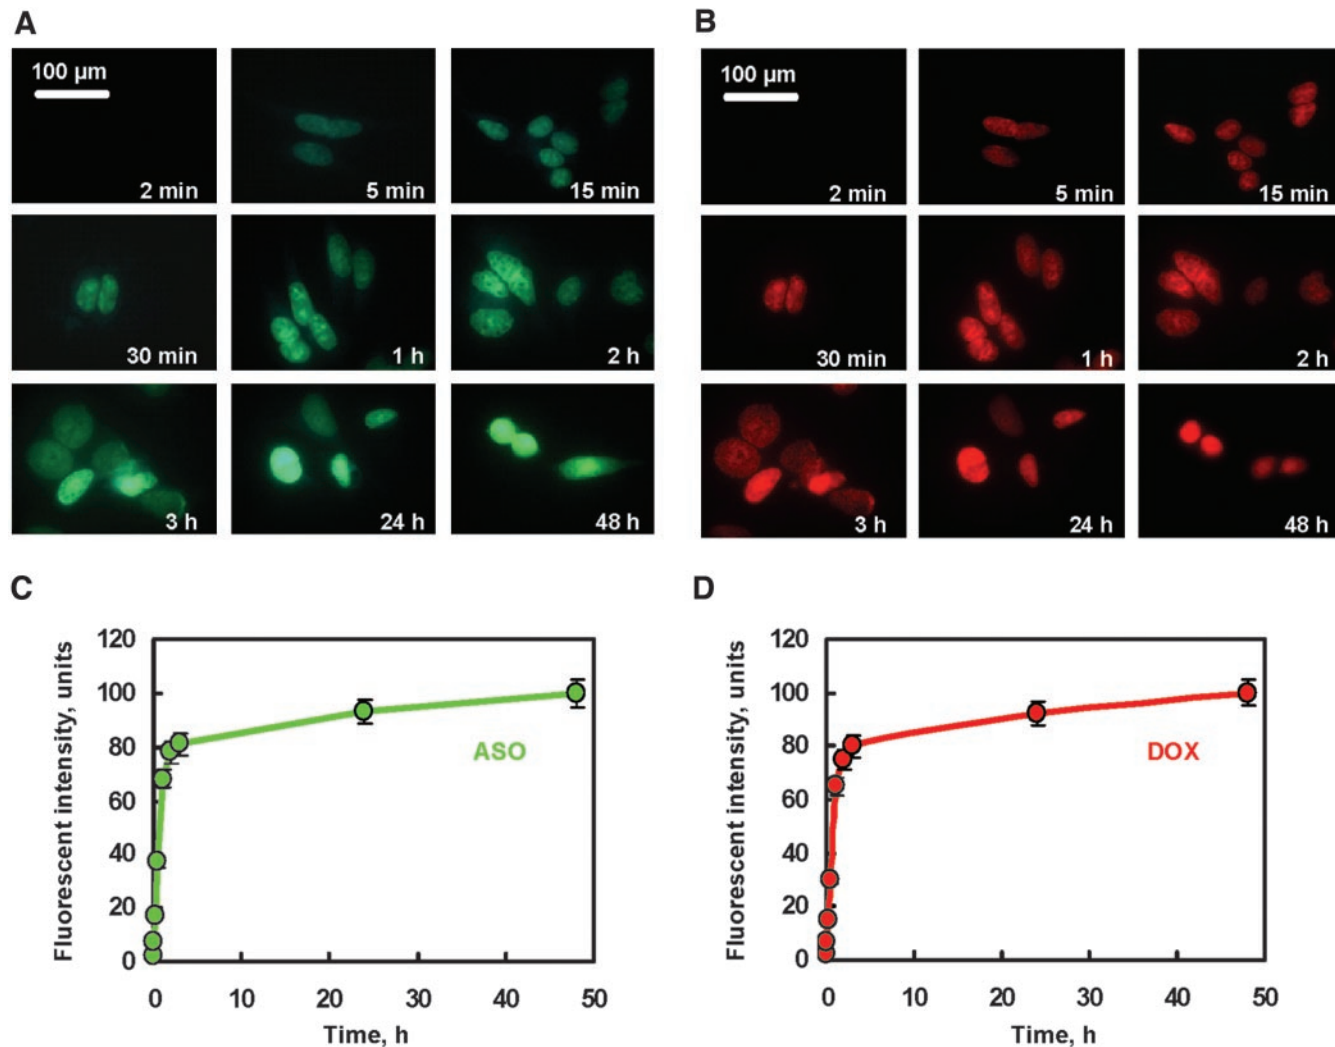 A
B
100 µm
2 min
5 min
15 min
30 min
1 h
2 h
3 h
24 h
48 h
100 µm
2 min
5 min
15 min
30 min
1 h
2 h
3 h
24 h
48 h
C
Fluorescent intensity, units
120
100
80
60
40
20
0
ASO
0 10 20 30 40 50
Time, h
D
Fluorescent intensity, units
120
100
80
60
40
20
0
DOX
0 10 20 30 40 50
Time, h